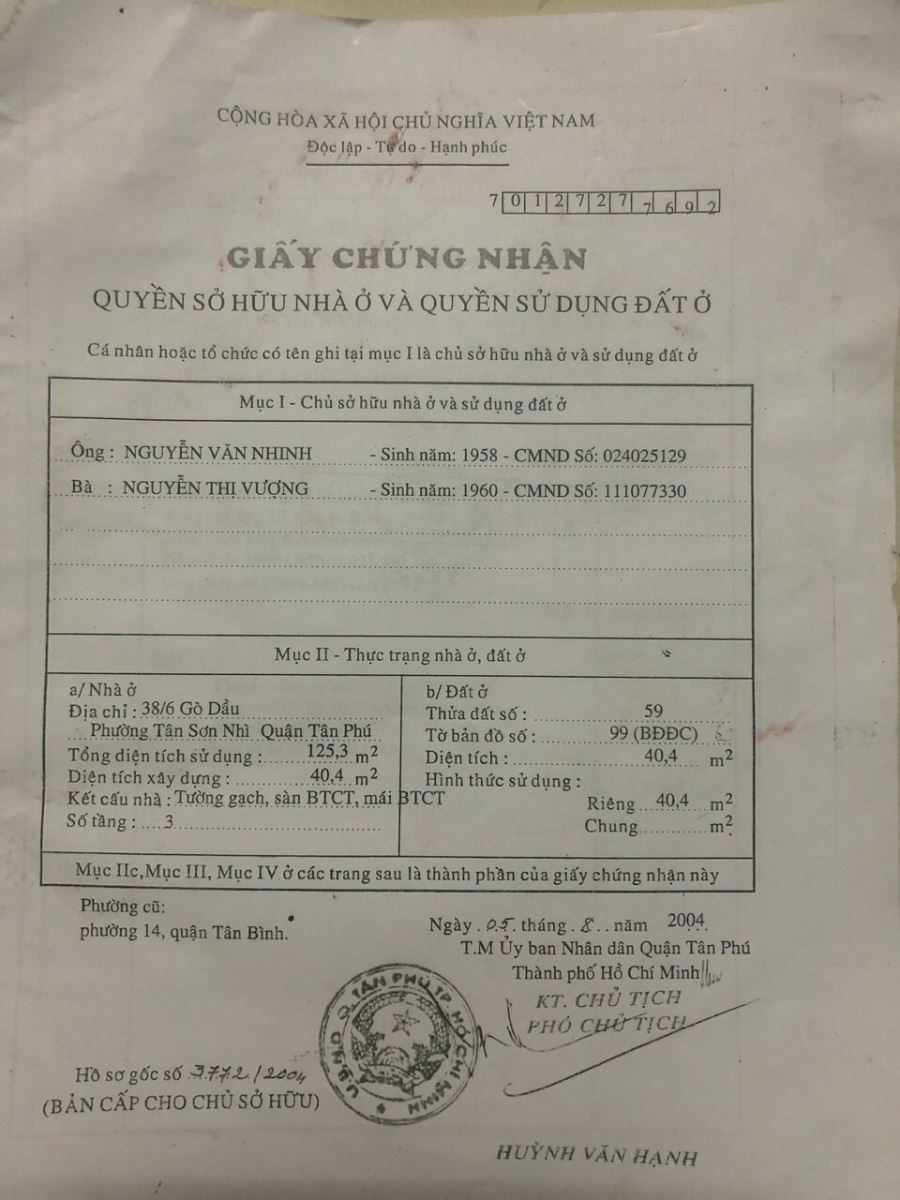 CỘNG HÒA XÃ HỘI CHỦ NGHĨA VIỆT NAM
Độc lập - Tự do - Hạnh phúc
7 0 1 2 7 2 7 7 6 9 2
GIẤY CHỨNG NHẬN
QUYỀN SỞ HỮU NHÀ Ở VÀ QUYỀN SỬ DỤNG ĐẤT Ở
Cá nhân hoặc tổ chức có tên ghi tại mục I là chủ sở hữu nhà ở và sử dụng đất ở
Mục I - Chủ sở hữu nhà ở và sử dụng đất ở
Ông : NGUYỄN VĂN NHINH - Sinh năm: 1958 - CMND Số: 024025129
Bà : NGUYỄN THỊ VƯỢNG - Sinh năm: 1960 - CMND Số: 111077330
Mục II - Thực trạng nhà ở, đất ở
a/ Nhà ở
Địa chỉ : 38/6 Gò Dầu
Phường Tân Sơn Nhì Quận Tân Phú
Tổng diện tích sử dụng : 125,3 m2
Diện tích xây dựng : 40,4 m2
Kết cấu nhà : Tường gạch, sàn BTCT, mái BTCT
Số tầng : 3
b/ Đất ở
Thửa đất số : 59
Tờ bản đồ số : 99 (BĐĐC)
Diện tích : 40,4 m2
Hình thức sử dụng :
Riêng 40,4 m2
Chung m2
Mục IIc,Mục III, Mục IV ở các trang sau là thành phần của giấy chứng nhận này
Phường cũ:
phường 14, quận Tân Bình.
Ngày 05 tháng 8 năm 2004
T.M Ủy ban Nhân dân Quận Tân Phú
Thành phố Hồ Chí Minh
KT. CHỦ TỊCH
PHÓ CHỦ TỊCH
U.B.N.D Q. TÂN PHÚ TP. HỒ CHÍ MINH
Hồ sơ gốc số 3772/2004
(BẢN CẤP CHO CHỦ SỞ HỮU)
HUỲNH VĂN HẠNH